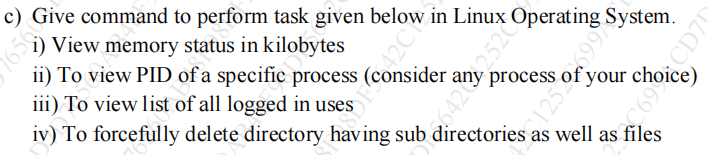 c) Give command to perform task given below in Linux Operating System.
i) View memory status in kilobytes
ii) To view PID of a specific process (consider any process of your choice)
iii) To view list of all logged in uses
iv) To forcefully delete directory having sub directories as well as files